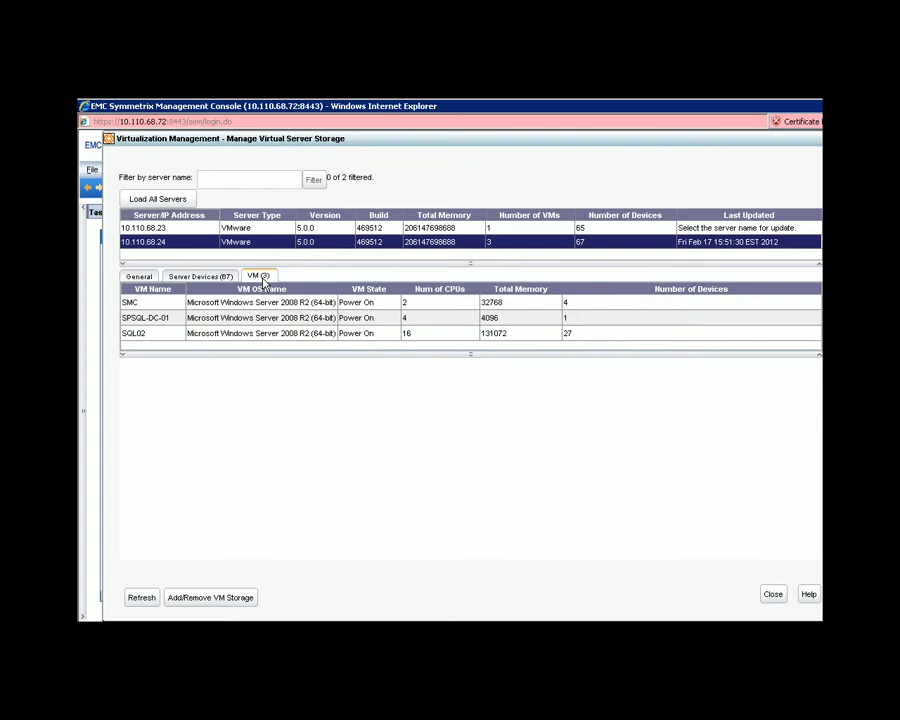 EMC Symmetrix Management Console (10.110.68.72:8443) - Windows Internet Explorer
https://10.110.68.72:8443/sem/login.do Certificate
EMC Virtualization Management - Manage Virtual Server Storage
File
Filter by server name: Filter 0 of 2 filtered.
Load All Servers
Tas
Server/IP Address Server Type Version Build Total Memory Number of VMs Number of Devices Last Updated
10.110.68.23 VMware 5.0.0 469512 206147698688 1 65 Select the server name for update.
10.110.68.24 VMware 5.0.0 469512 206147698688 3 67 Fri Feb 17 15:51:30 EST 2012
General Server Devices (67) VM (3)
VM Name VM OS Name VM State Num of CPUs Total Memory Number of Devices
SMC Microsoft Windows Server 2008 R2 (64-bit) Power On 2 32768 4
SPSQL-DC-01 Microsoft Windows Server 2008 R2 (64-bit) Power On 4 4096 1
SQL02 Microsoft Windows Server 2008 R2 (64-bit) Power On 16 131072 27
Refresh Add/Remove VM Storage Close Help